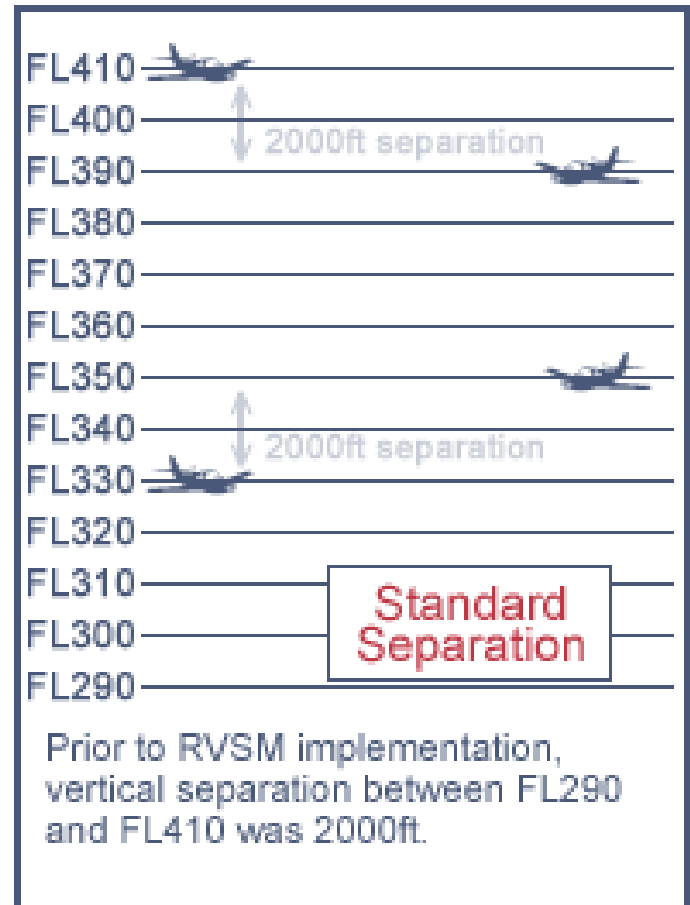 FL410
FL400
2000ft separation
FL390
FL380
FL370
FL360
FL350
FL340
2000ft separation
FL330
FL320
FL310
Standard
Separation
FL300
FL290
Prior to RVSM implementation,
vertical separation between FL290
and FL410 was 2000ft.